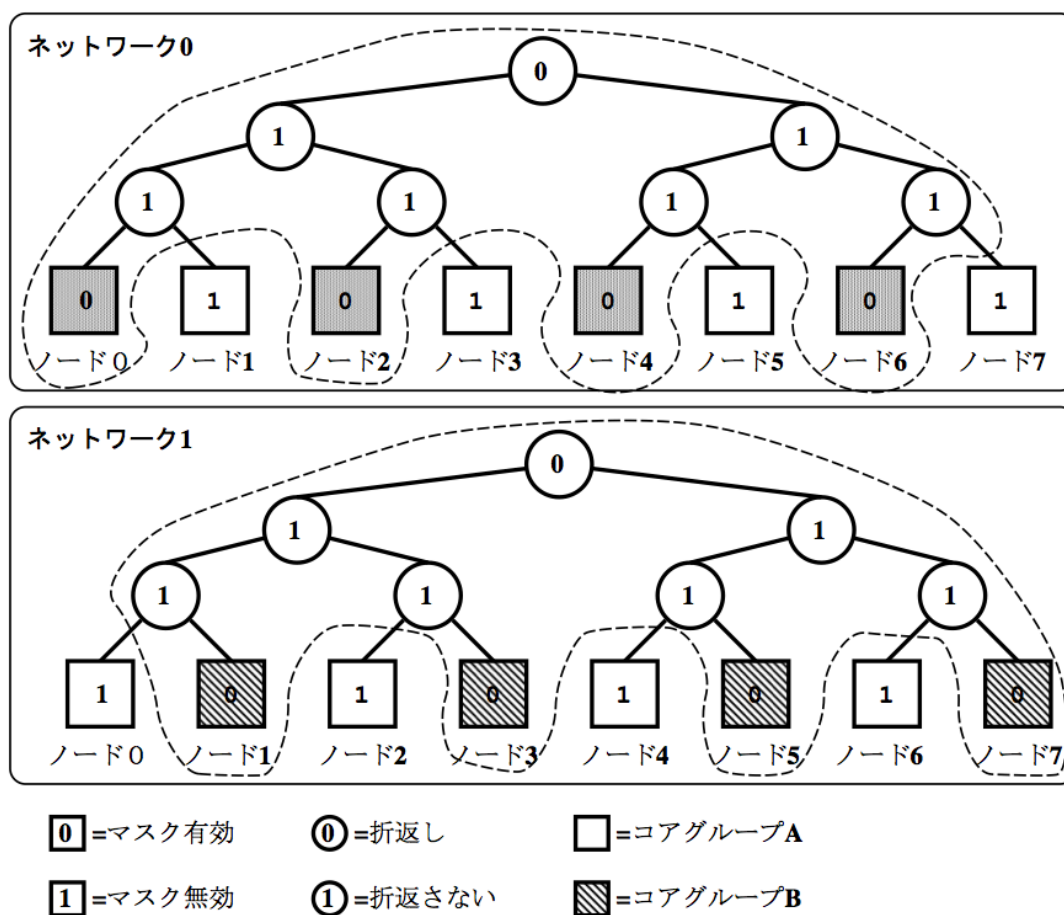 ネットワーク0
0
1 1
1 1 1 1
0 1 0 1 0 1 0 1
ノード0 ノード1 ノード2 ノード3 ノード4 ノード5 ノード6 ノード7
ネットワーク1
0
1 1
1 1 1 1
1 0 1 0 1 0 1 0
ノード0 ノード1 ノード2 ノード3 ノード4 ノード5 ノード6 ノード7
0 =マスク有効 0 =折返し =コアグループA
1 =マスク無効 1 =折返さない =コアグループB